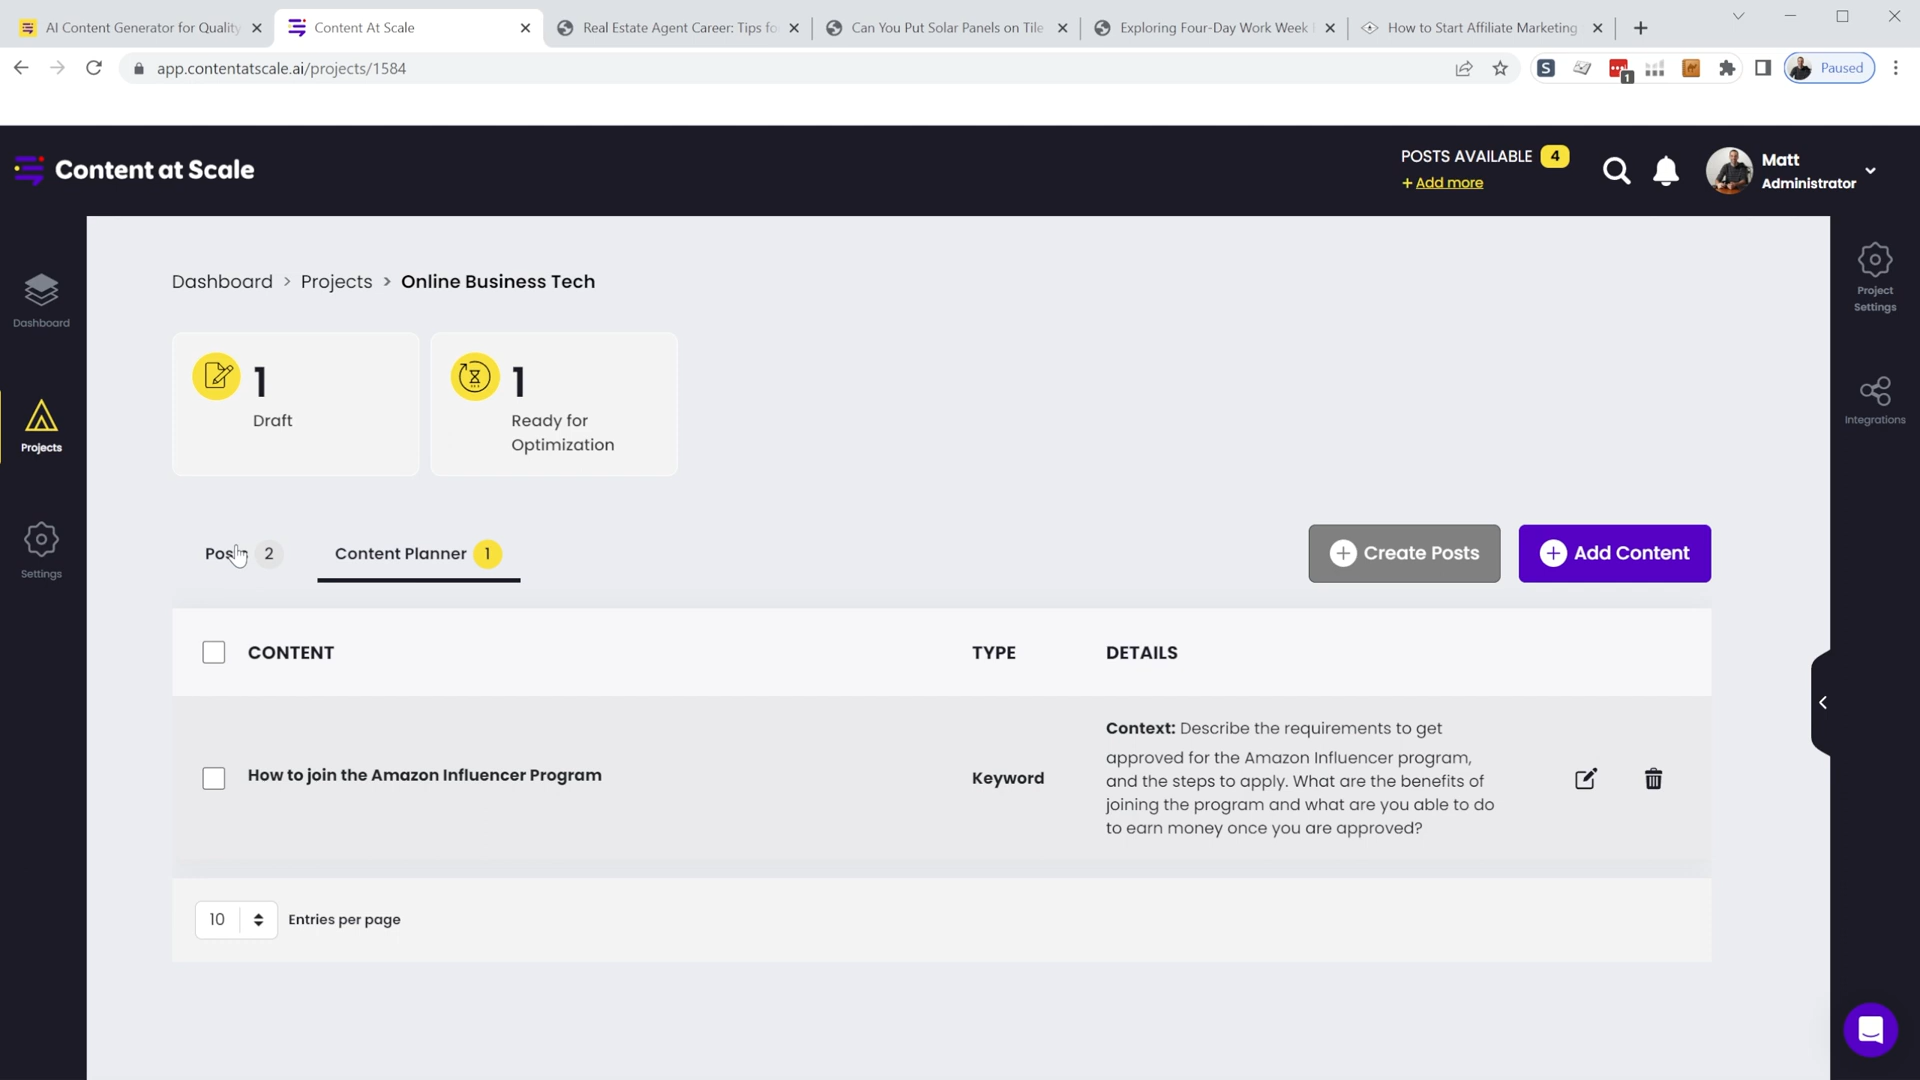 AI Content Generator for Quality
Content At Scale
Real Estate Agent Career: Tips fo
Can You Put Solar Panels on Tile
Exploring Four-Day Work Week
How to Start Affiliate Marketing
app.contentatscale.ai/projects/1584
S
1
Paused
Content at Scale
POSTS AVAILABLE 4
+ Add more
Matt
Administrator
Dashboard > Projects > Online Business Tech
Dashboard
Projects
Settings
Project
Settings
Integrations
1
Draft
1
Ready for
Optimization
Posts 2
Content Planner 1
Create Posts
Add Content
CONTENT TYPE DETAILS
How to join the Amazon Influencer Program
Keyword
Context: Describe the requirements to get
approved for the Amazon Influencer program,
and the steps to apply. What are the benefits of
joining the program and what are you able to do
to earn money once you are approved?
10 Entries per page